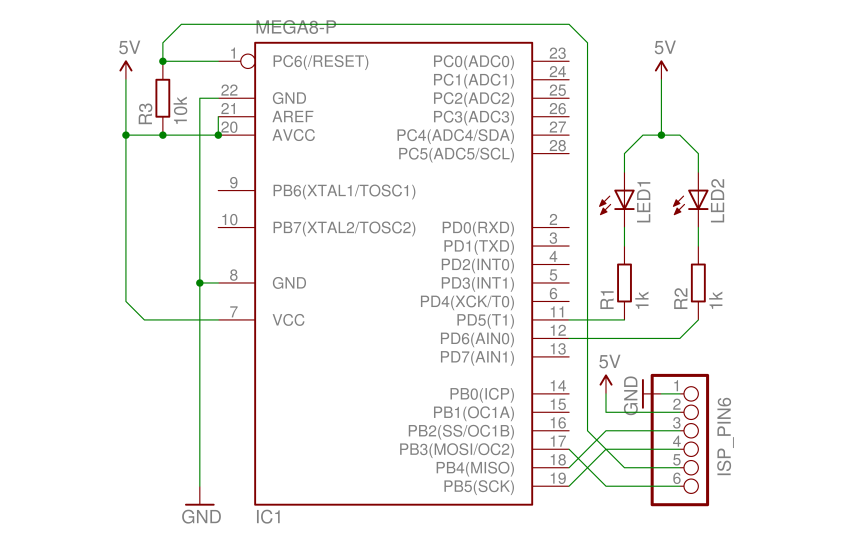 MEGA8-P
5V
R3
10k
1 PC6(/RESET)
22 GND
21 AREF
20 AVCC
9 PB6(XTAL1/TOSC1)
10 PB7(XTAL2/TOSC2)
8 GND
7 VCC
GND
IC1
PC0(ADC0) 23
PC1(ADC1) 24
PC2(ADC2) 25
PC3(ADC3) 26
PC4(ADC4/SDA) 27
PC5(ADC5/SCL) 28
PD0(RXD) 2
PD1(TXD) 3
PD2(INT0) 4
PD3(INT1) 5
PD4(XCK/T0) 6
PD5(T1) 11
PD6(AIN0) 12
PD7(AIN1) 13
PB0(ICP) 14
PB1(OC1A) 15
PB2(SS/OC1B) 16
PB3(MOSI/OC2) 17
PB4(MISO) 18
PB5(SCK) 19
5V
LED1
LED2
R1
1k
R2
1k
5V
GND
1
2
3
4
5
6
ISP_PIN6